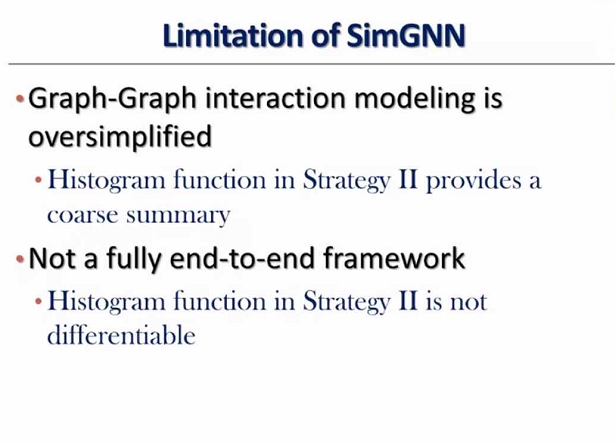 Limitation of SimGNN
•Graph-Graph interaction modeling is
oversimplified
•Histogram function in Strategy II provides a
coarse summary
•Not a fully end-to-end framework
•Histogram function in Strategy II is not
differentiable